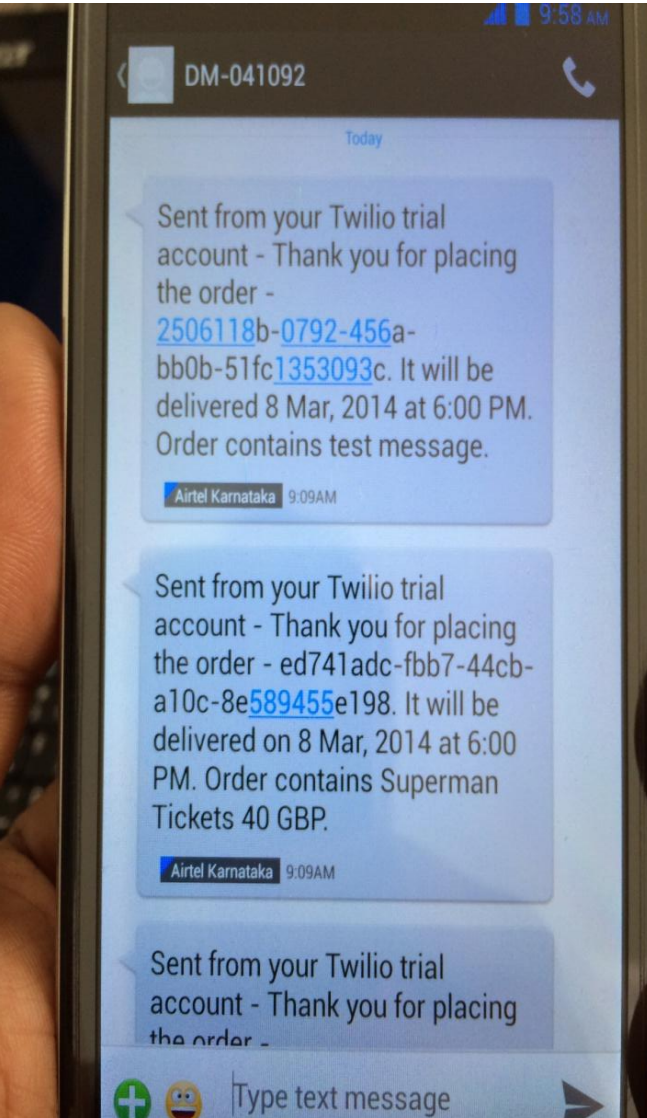 9:58 AM
DM-041092
Today
Sent from your Twilio trial
account - Thank you for placing
the order -
2506118b-0792-456a-
bb0b-51fc1353093c. It will be
delivered 8 Mar, 2014 at 6:00 PM.
Order contains test message.
Airtel Karnataka 9:09AM
Sent from your Twilio trial
account - Thank you for placing
the order - ed741adc-fbb7-44cb-
a10c-8e589455e198. It will be
delivered on 8 Mar, 2014 at 6:00
PM. Order contains Superman
Tickets 40 GBP.
Airtel Karnataka 9:09AM
Sent from your Twilio trial
account - Thank you for placing
the order -
Type text message